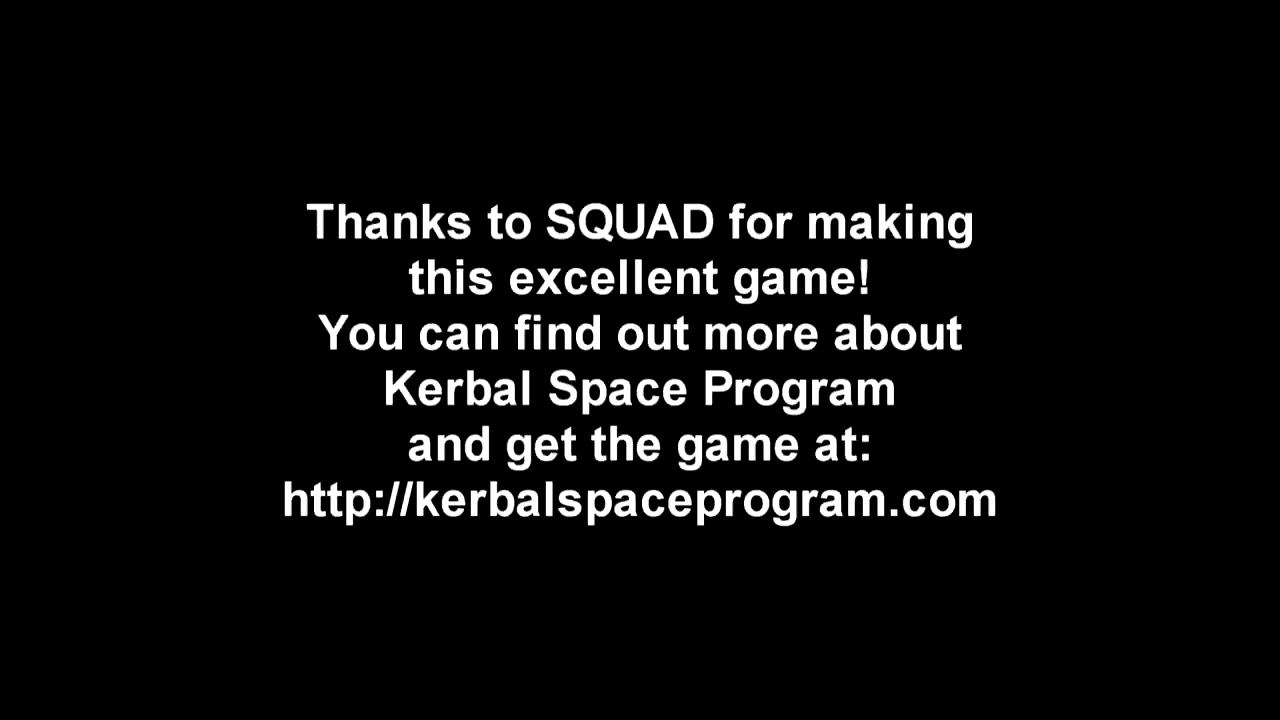 Thanks to SQUAD for making
this excellent game!
You can find out more about
Kerbal Space Program
and get the game at:
http://kerbalspaceprogram.com